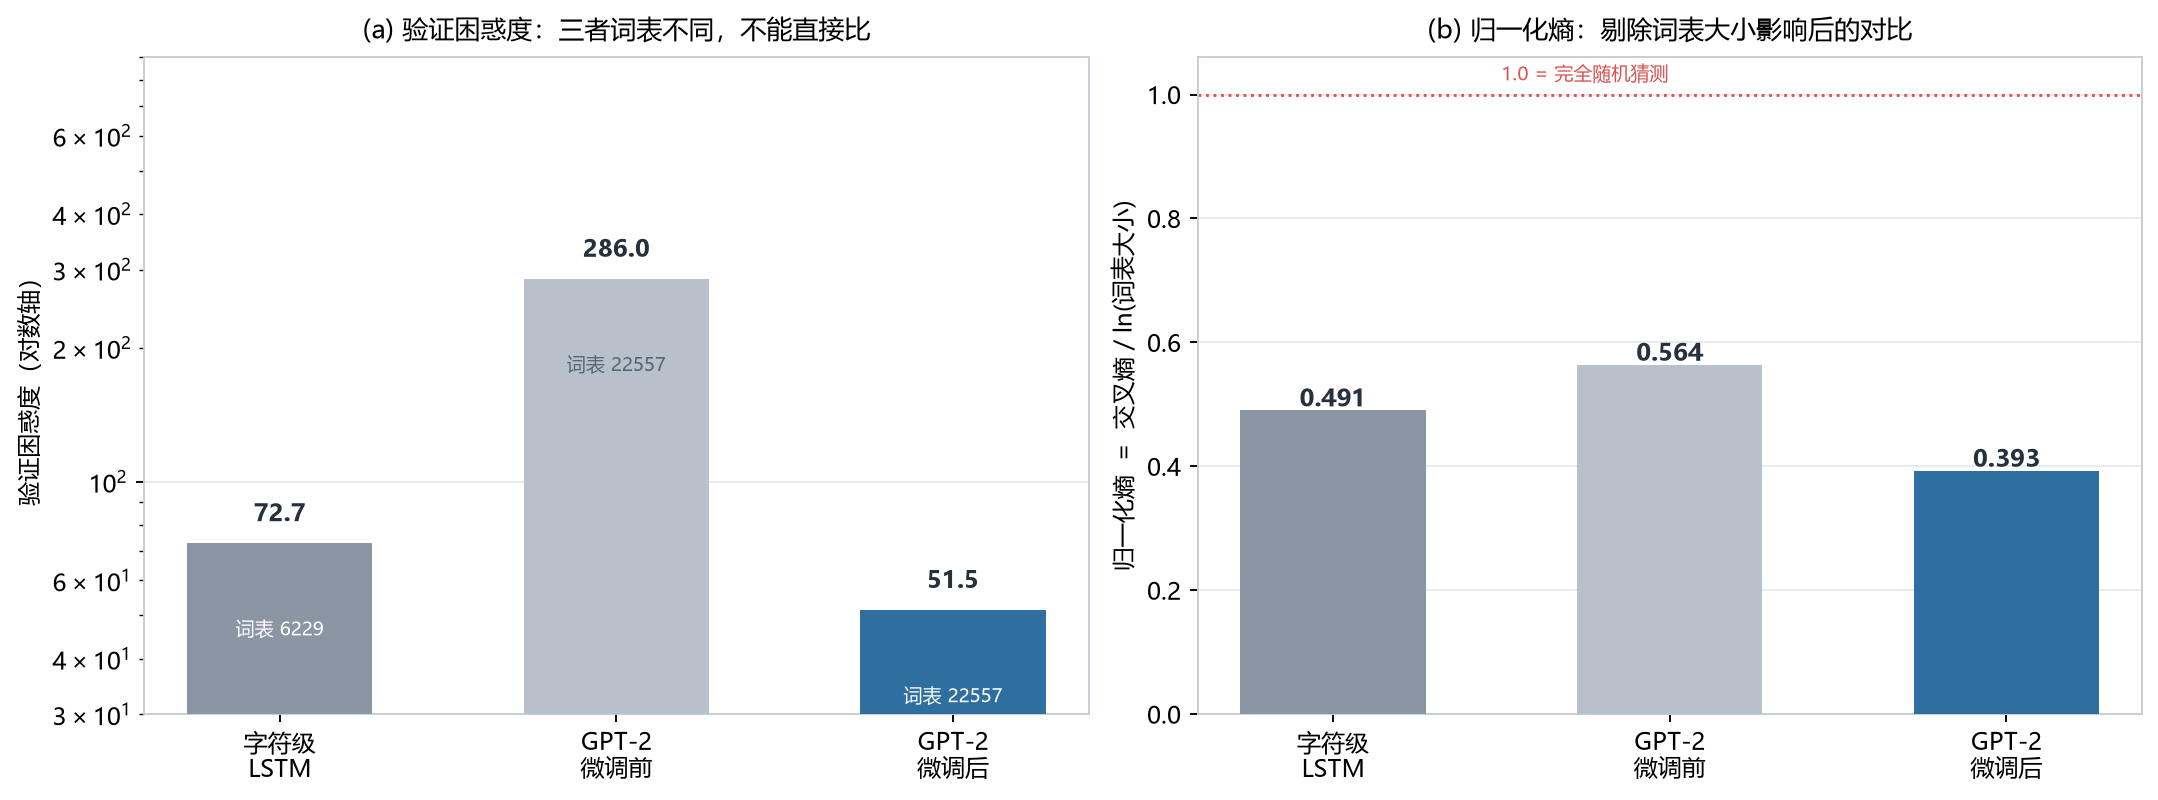 (a) 验证困惑度：三者词表不同，不能直接比
验证困惑度（对数轴）
6 × 10²
4 × 10²
3 × 10²
2 × 10²
10²
6 × 10¹
4 × 10¹
3 × 10¹
72.7
词表 6229
286.0
词表 22557
51.5
词表 22557
字符级
LSTM
GPT-2
微调前
GPT-2
微调后
(b) 归一化熵：剔除词表大小影响后的对比
归一化熵 = 交叉熵 / ln(词表大小)
1.0 = 完全随机猜测
1.0
0.8
0.6
0.4
0.2
0.0
0.491
0.564
0.393
字符级
LSTM
GPT-2
微调前
GPT-2
微调后